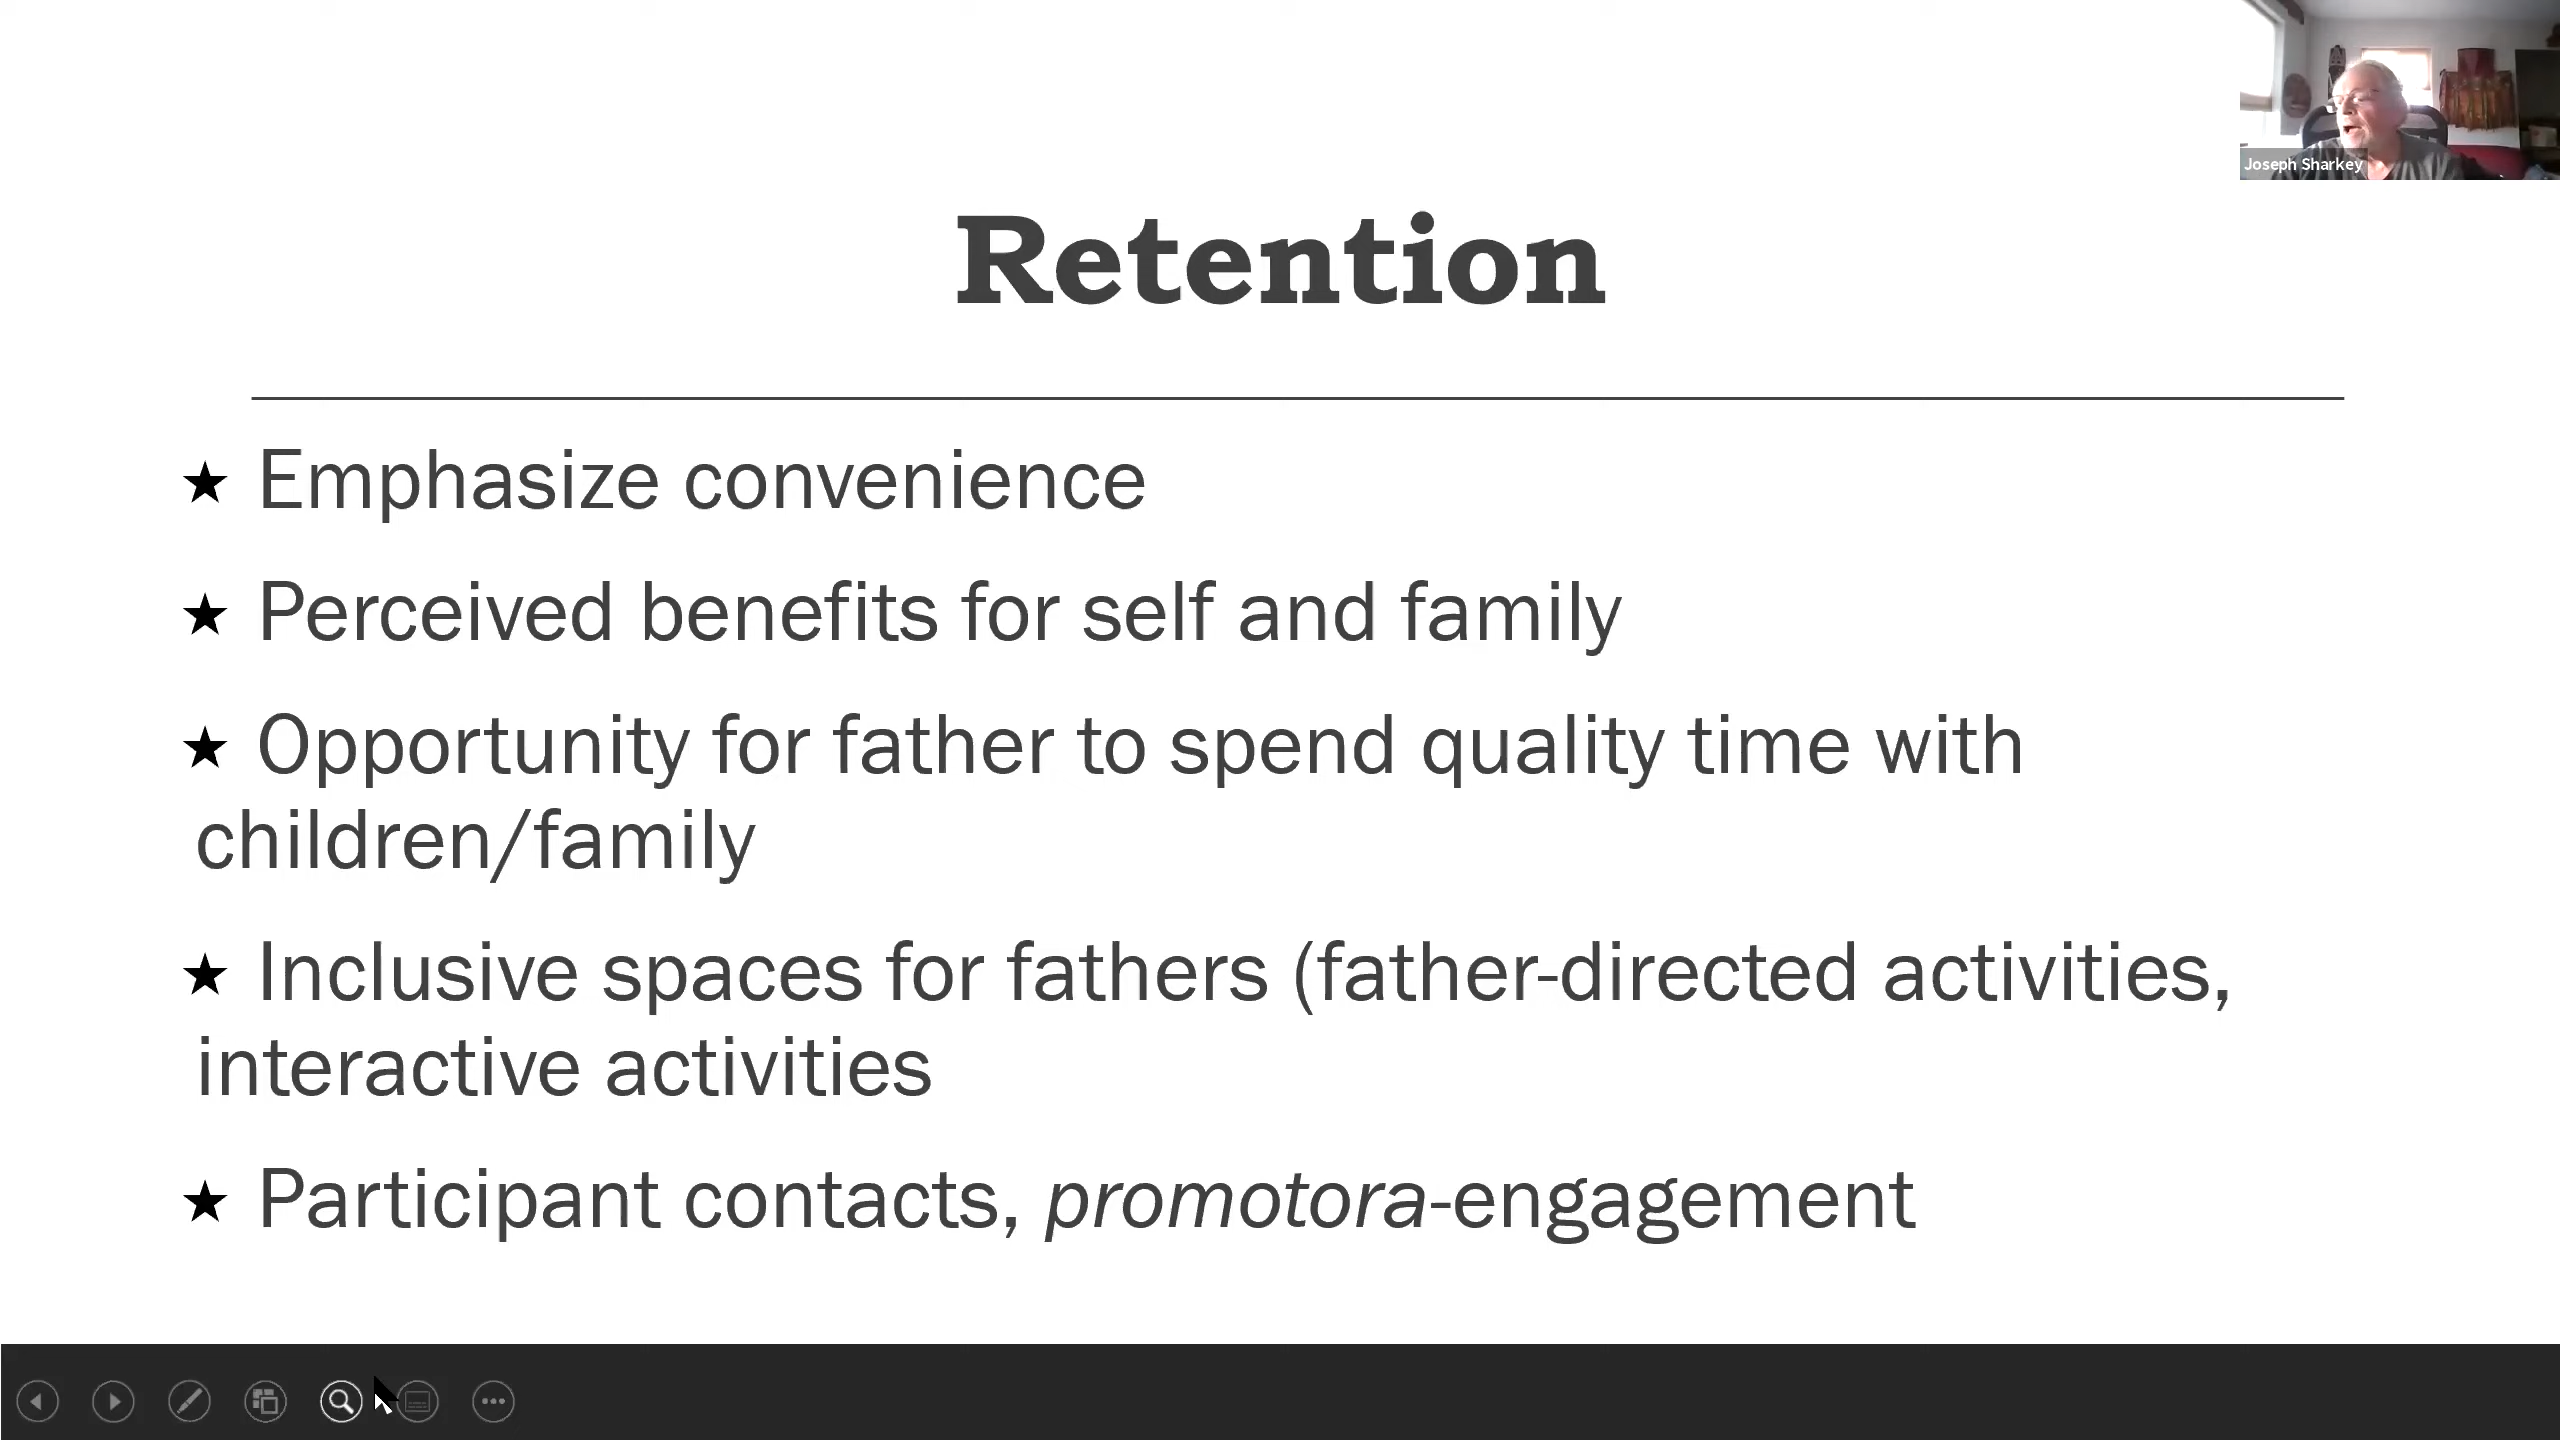 Joseph Sharkey
Retention
★ Emphasize convenience
★ Perceived benefits for self and family
★ Opportunity for father to spend quality time with
children/family
★ Inclusive spaces for fathers (father-directed activities,
interactive activities
★ Participant contacts, promotora-engagement